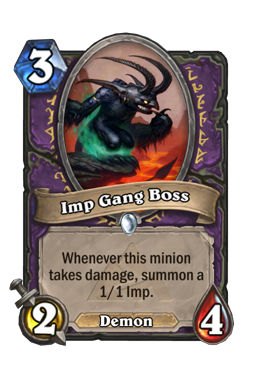 3
Imp Gang Boss
Whenever this minion
takes damage, summon a
1/1 Imp.
2
Demon
4